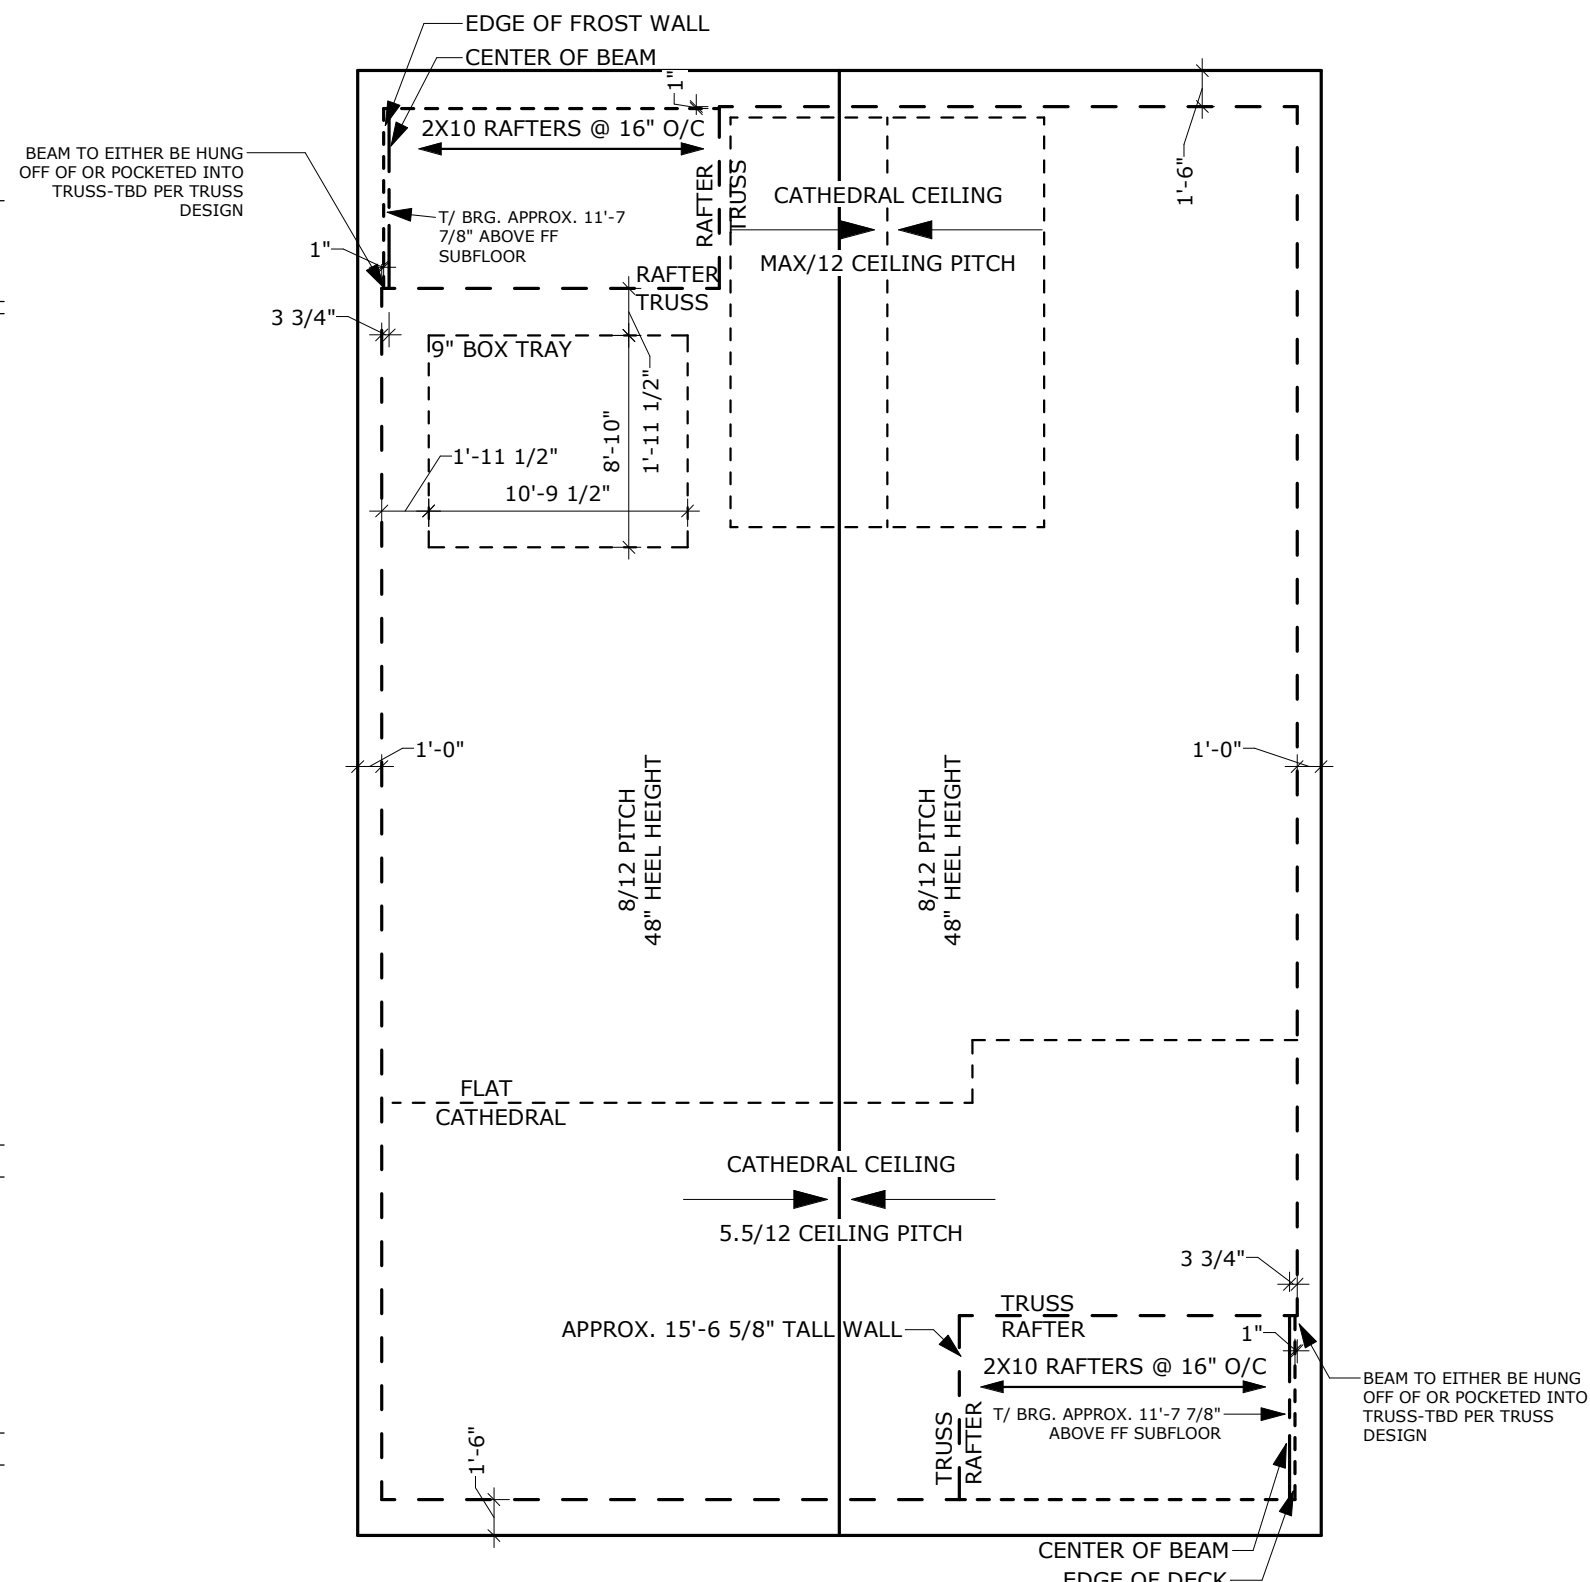 EDGE OF FROST WALL
CENTER OF BEAM
1"
2X10 RAFTERS @ 16" O/C
BEAM TO EITHER BE HUNG
OFF OF OR POCKETED INTO
TRUSS-TBD PER TRUSS
DESIGN
RAFTER
TRUSS
CATHEDRAL CEILING
MAX/12 CEILING PITCH
1'-6"
T/ BRG. APPROX. 11'-7
7/8" ABOVE FF
SUBFLOOR
1"
RAFTER
TRUSS
3 3/4"
9" BOX TRAY
1'-11 1/2"
8'-10"
1'-11 1/2"
10'-9 1/2"
1'-0"
1'-0"
8/12 PITCH
48" HEEL HEIGHT
8/12 PITCH
48" HEEL HEIGHT
FLAT
CATHEDRAL
CATHEDRAL CEILING
5.5/12 CEILING PITCH
3 3/4"
TRUSS
RAFTER
APPROX. 15'-6 5/8" TALL WALL
1"
2X10 RAFTERS @ 16" O/C
T/ BRG. APPROX. 11'-7 7/8"
ABOVE FF SUBFLOOR
TRUSS
RAFTER
BEAM TO EITHER BE HUNG
OFF OF OR POCKETED INTO
TRUSS-TBD PER TRUSS
DESIGN
1'-6"
CENTER OF BEAM
EDGE OF DECK